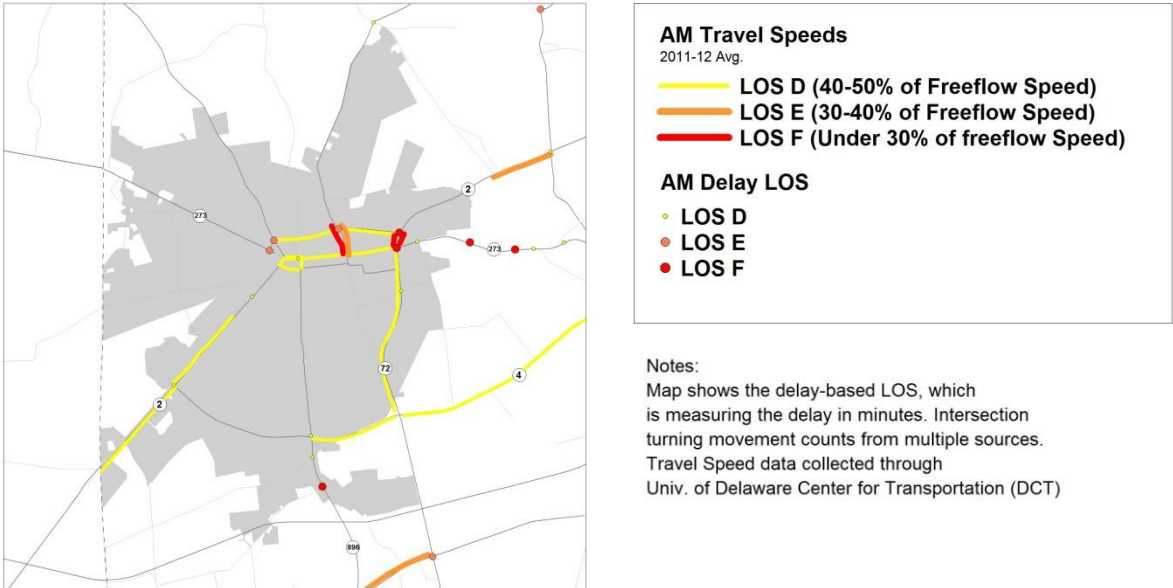 2
273
273
72
4
2
896
AM Travel Speeds
2011-12 Avg.
LOS D (40-50% of Freeflow Speed)
LOS E (30-40% of Freeflow Speed)
LOS F (Under 30% of freeflow Speed)
AM Delay LOS
LOS D
LOS E
LOS F
Notes:
Map shows the delay-based LOS, which
is measuring the delay in minutes. Intersection
turning movement counts from multiple sources.
Travel Speed data collected through
Univ. of Delaware Center for Transportation (DCT)